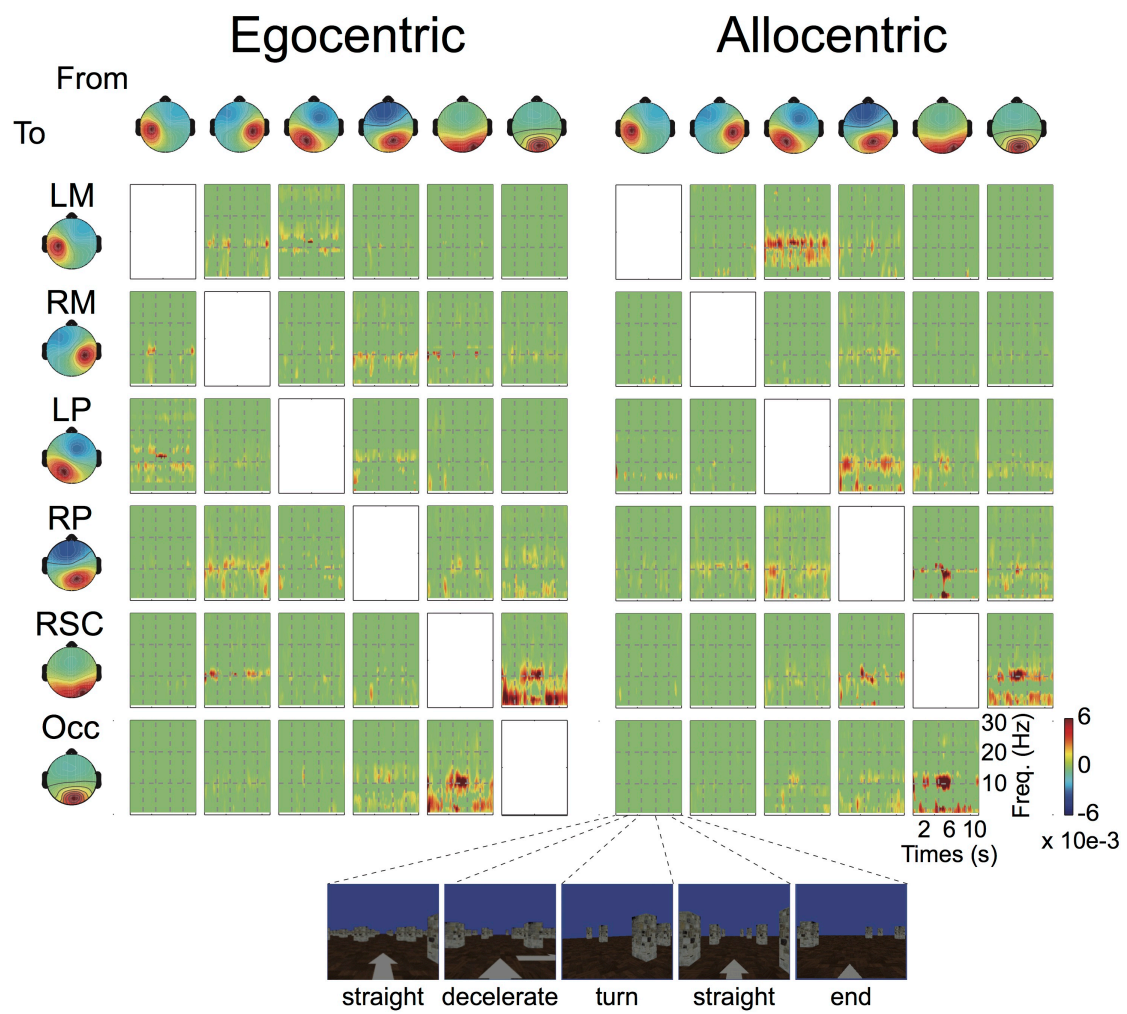 Egocentric Allocentric
From
To
LM
RM
LP
RP
RSC
Occ
30
20
10
Freq. (Hz)
6
0
-6
x 10e-3
2 6 10
Times (s)
straight decelerate turn straight end